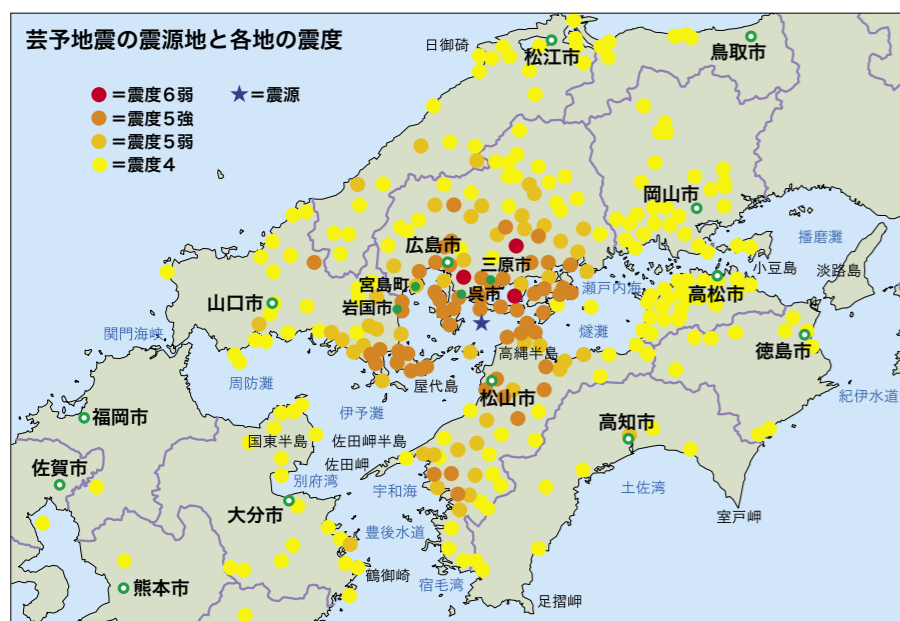 芸予地震の震源地と各地の震度
＝震度６弱
＝震源
＝震度５強
＝震度５弱
＝震度４
日御碕
松江市
鳥取市
岡山市
広島市
三原市
宮島町
呉市
岩国市
山口市
播磨灘
小豆島
淡路島
瀬戸内海
高松市
関門海峡
燧灘
徳島市
高縄半島
周防灘
屋代島
松山市
紀伊水道
伊予灘
福岡市
高知市
国東半島
佐田岬半島
佐賀市
佐田岬
別府湾
宇和海
土佐湾
大分市
室戸岬
豊後水道
鶴御崎
宿毛湾
熊本市
足摺岬